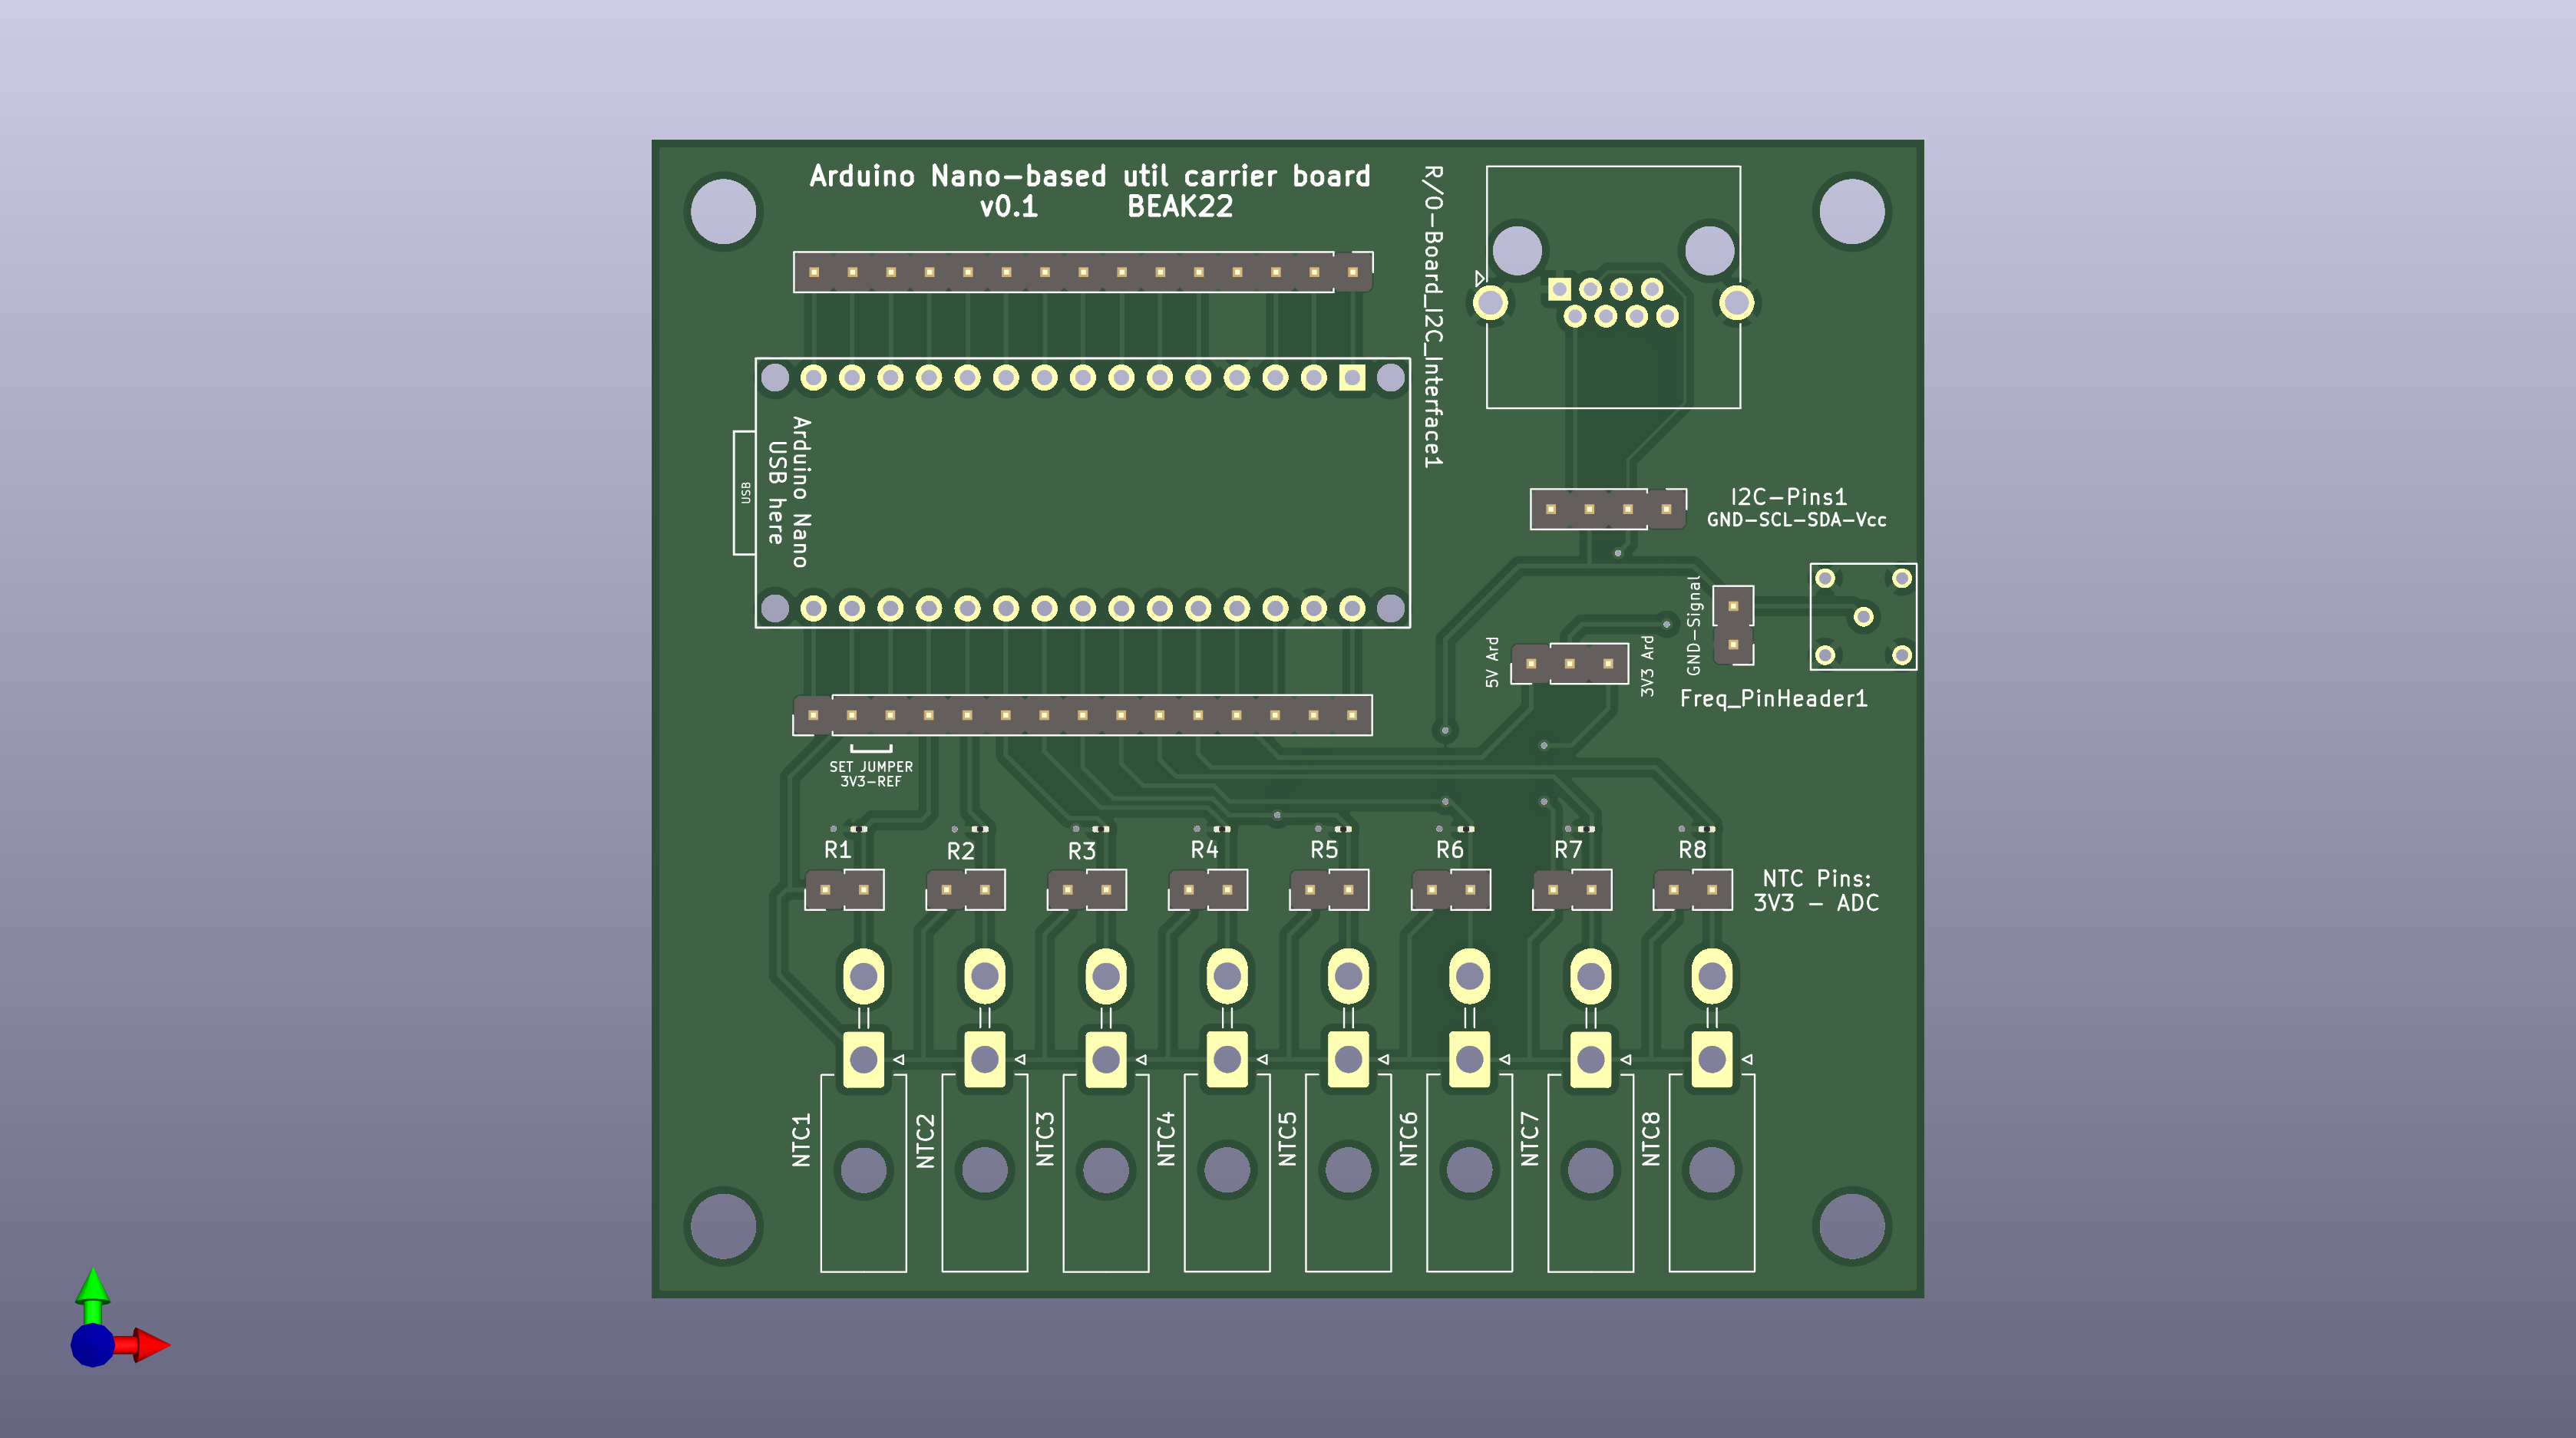 Arduino Nano-based util carrier board
v0.1 BEAK22
R/O-Board_I2C_Interface1
Arduino Nano
USB here
USB
I2C-Pins1
GND-SCL-SDA-Vcc
GND-Signal
5V Ard
3V3 Ard
Freq_PinHeader1
SET JUMPER
3V3-REF
R1
R2
R3
R4
R5
R6
R7
R8
NTC Pins:
3V3 - ADC
NTC1
NTC2
NTC3
NTC4
NTC5
NTC6
NTC7
NTC8